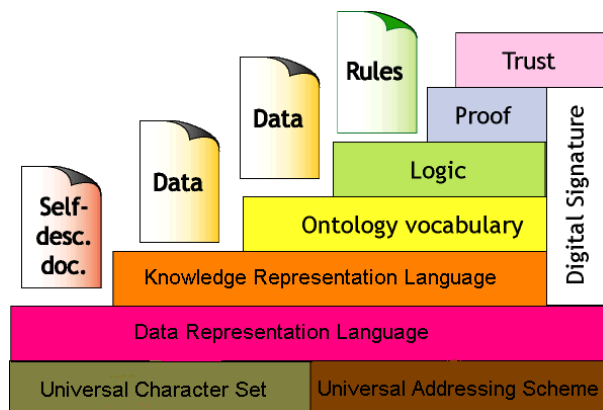 Trust
Rules
Proof
Data
Logic
Data
Ontology vocabulary
Digital Signature
Self-
desc.
doc.
Knowledge Representation Language
Data Representation Language
Universal Character Set
Universal Addressing Scheme